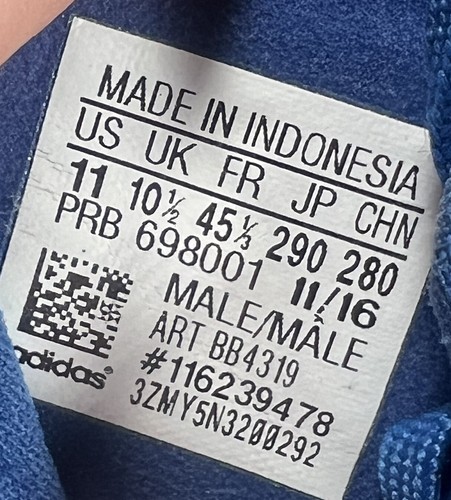 MADE IN INDONESIA
US UK FR JP CHN
11 10½ 45⅓ 290 280
PRB 698001 11/16
MALE/MÂLE
ART BB4319
#116239478
3ZMY5N3200292
adidas®